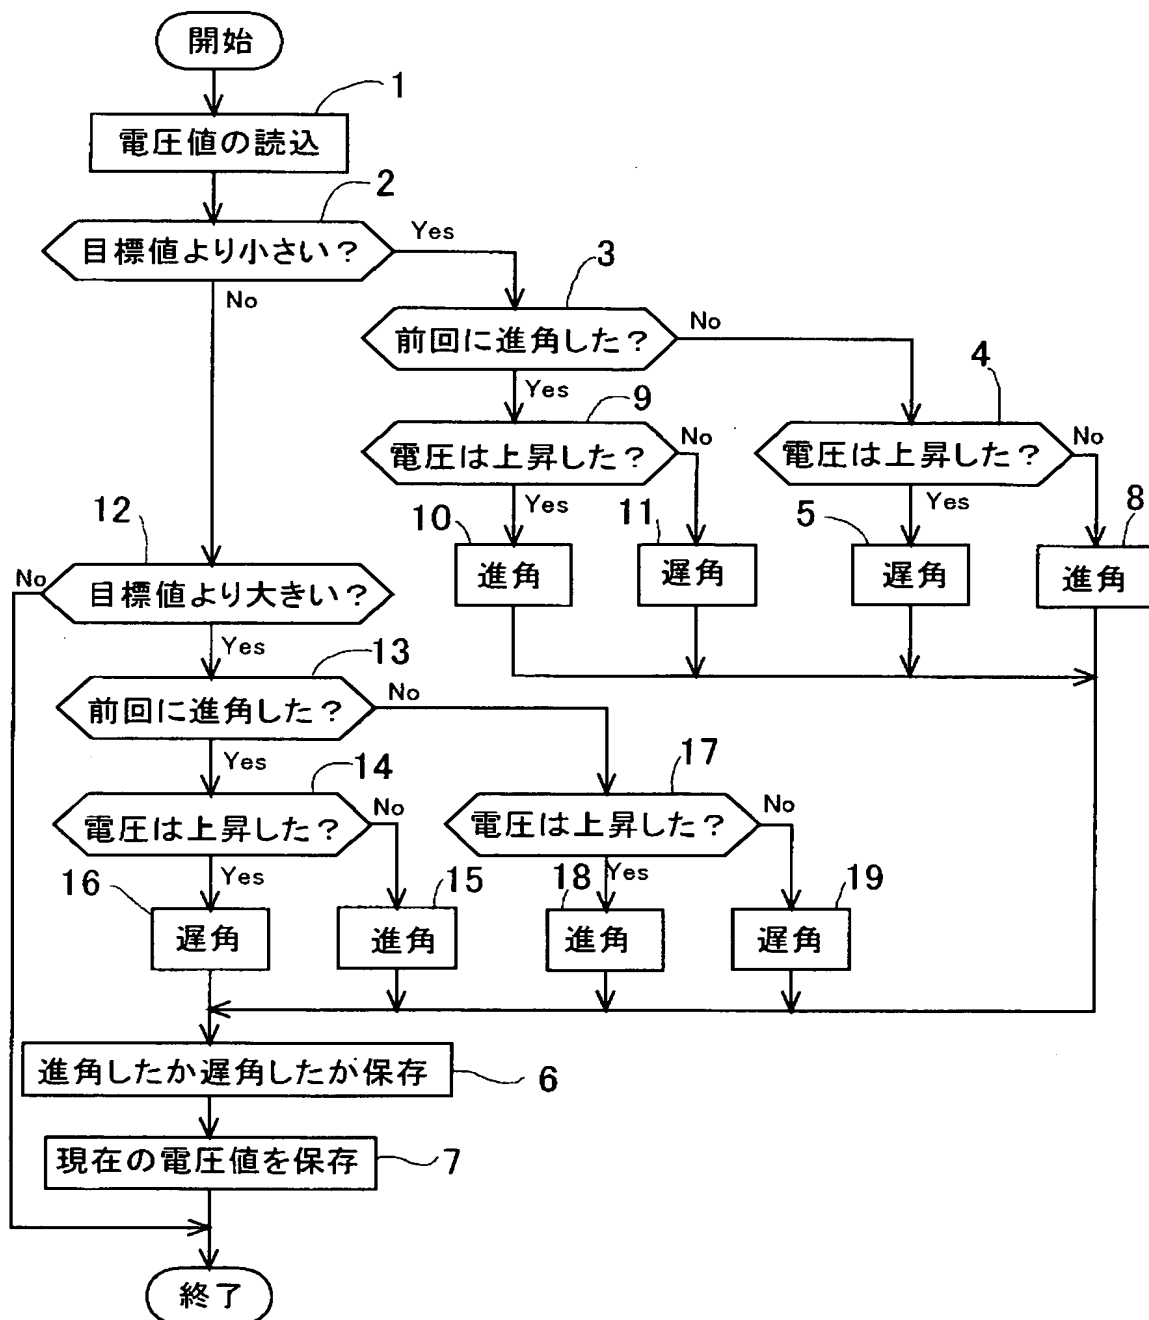 開始
1
電圧値の読込
2
目標値より小さい？
Yes
No
3
前回に進角した？
No
Yes
9
電圧は上昇した？
No
Yes
4
電圧は上昇した？
No
Yes
10
進角
11
遅角
5
遅角
8
進角
12
No
目標値より大きい？
Yes
13
前回に進角した？
No
Yes
14
電圧は上昇した？
No
Yes
17
電圧は上昇した？
No
Yes
16
遅角
15
進角
18
進角
19
遅角
進角したか遅角したか保存
6
現在の電圧値を保存
7
終了